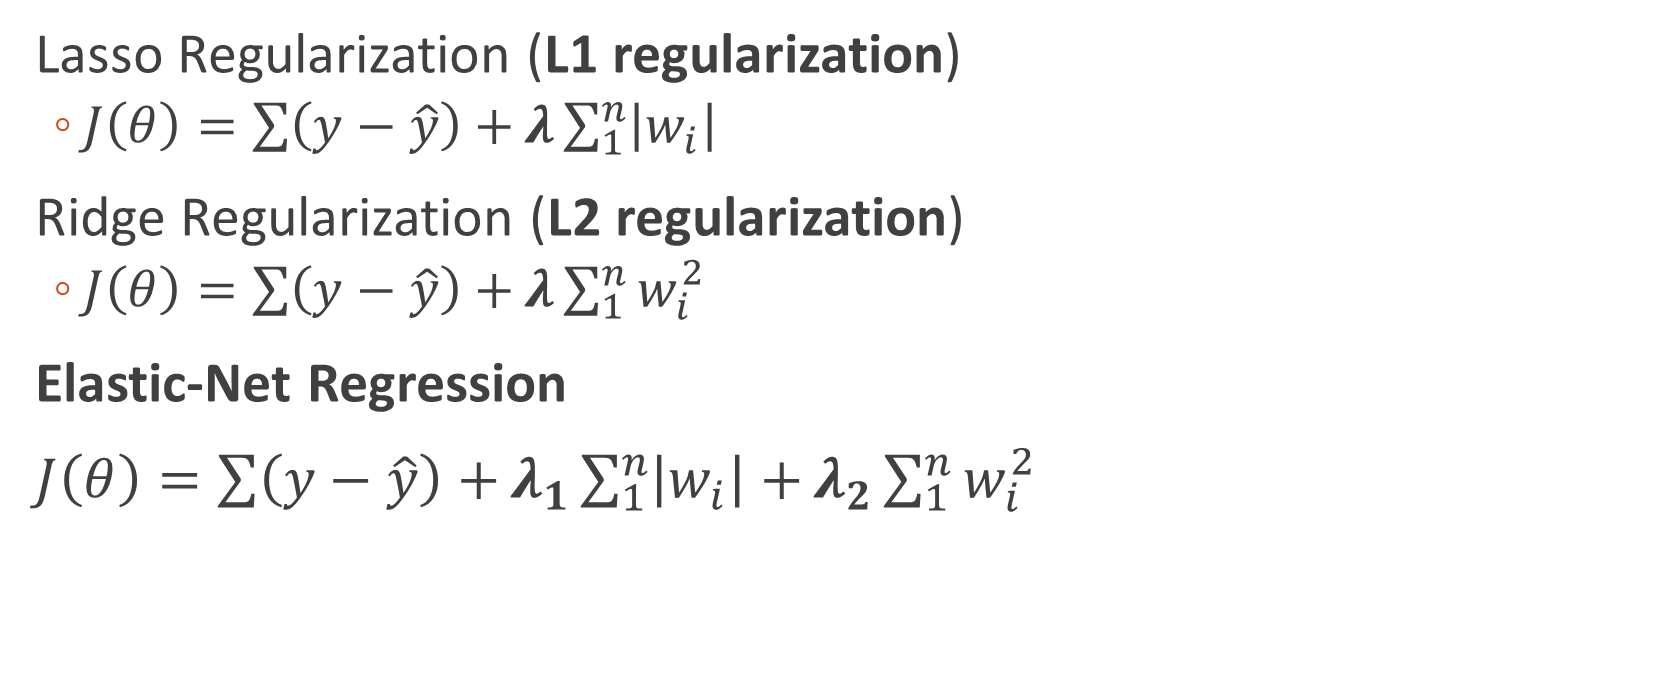 Lasso Regularization (L1 regularization)
◦ J(θ) = ∑(y − ŷ) + λ ∑₁ⁿ|wᵢ|
Ridge Regularization (L2 regularization)
◦ J(θ) = ∑(y − ŷ) + λ ∑₁ⁿ wᵢ²
Elastic-Net Regression
J(θ) = ∑(y − ŷ) + λ₁ ∑₁ⁿ|wᵢ| + λ₂ ∑₁ⁿ wᵢ²